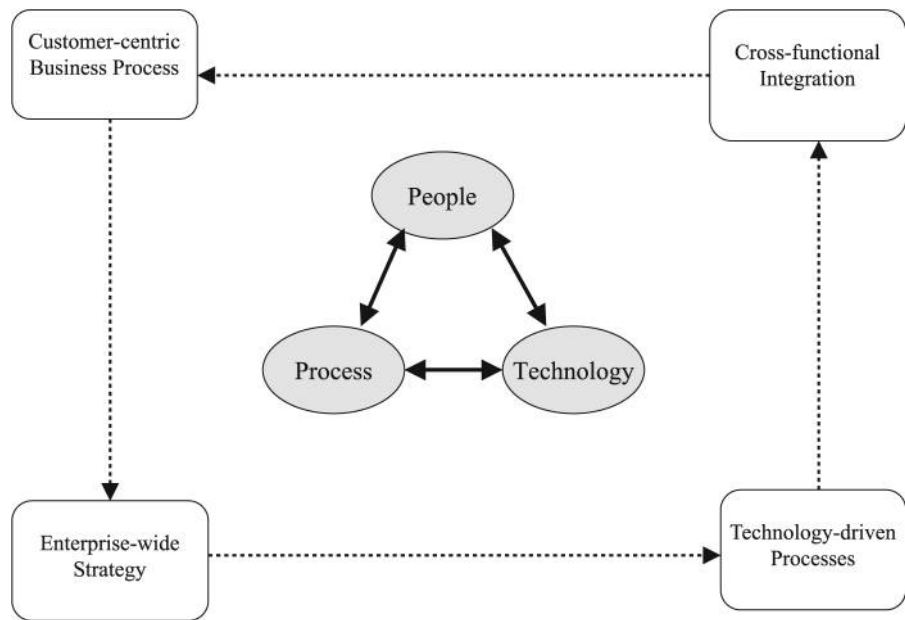 Customer-centric
Business Process
Cross-functional
Integration
People
Process
Technology
Enterprise-wide
Strategy
Technology-driven
Processes